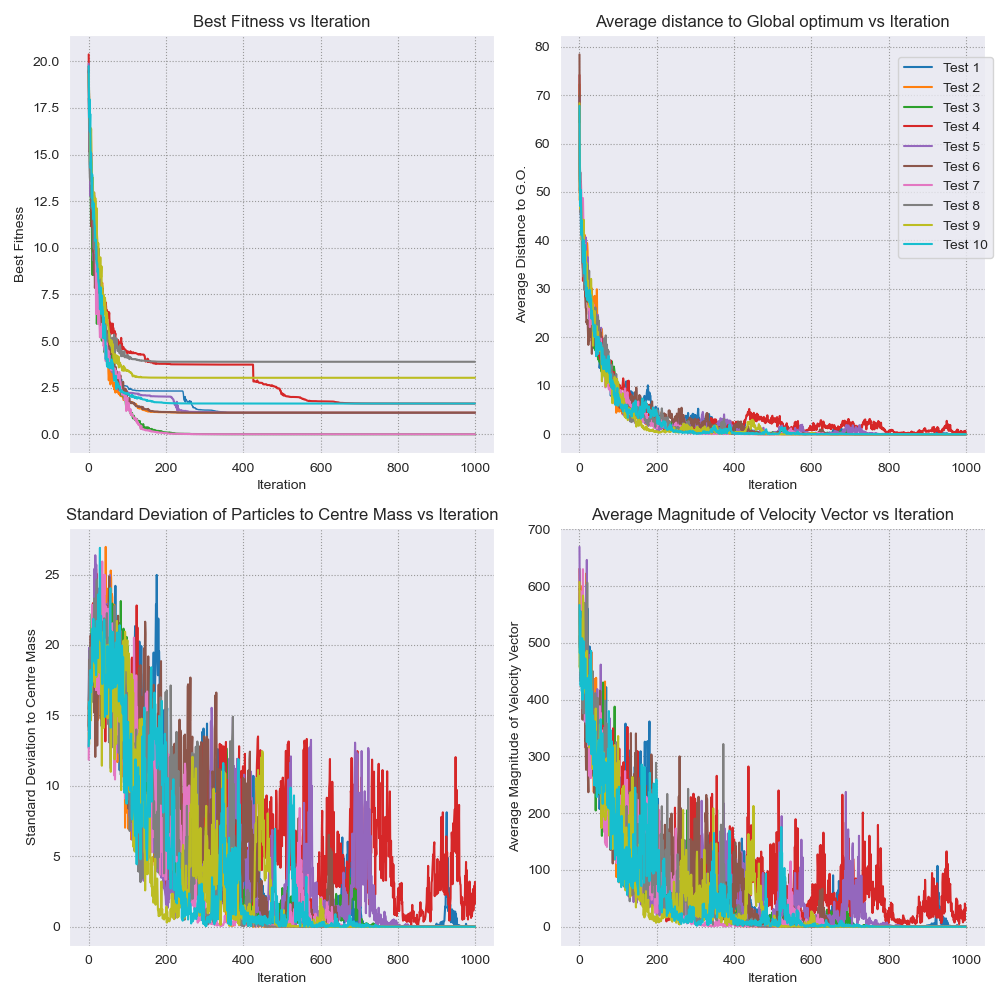 Best Fitness vs Iteration
Best Fitness
20.0
17.5
15.0
12.5
10.0
7.5
5.0
2.5
0.0
0 200 400 600 800 1000
Iteration
Average distance to Global optimum vs Iteration
Average Distance to G.O.
80
70
60
50
40
30
20
10
0
0 200 400 600 800 1000
Iteration
Test 1
Test 2
Test 3
Test 4
Test 5
Test 6
Test 7
Test 8
Test 9
Test 10
Standard Deviation of Particles to Centre Mass vs Iteration
Standard Deviation to Centre Mass
25
20
15
10
5
0
0 200 400 600 800 1000
Iteration
Average Magnitude of Velocity Vector vs Iteration
Average Magnitude of Velocity Vector
700
600
500
400
300
200
100
0
0 200 400 600 800 1000
Iteration